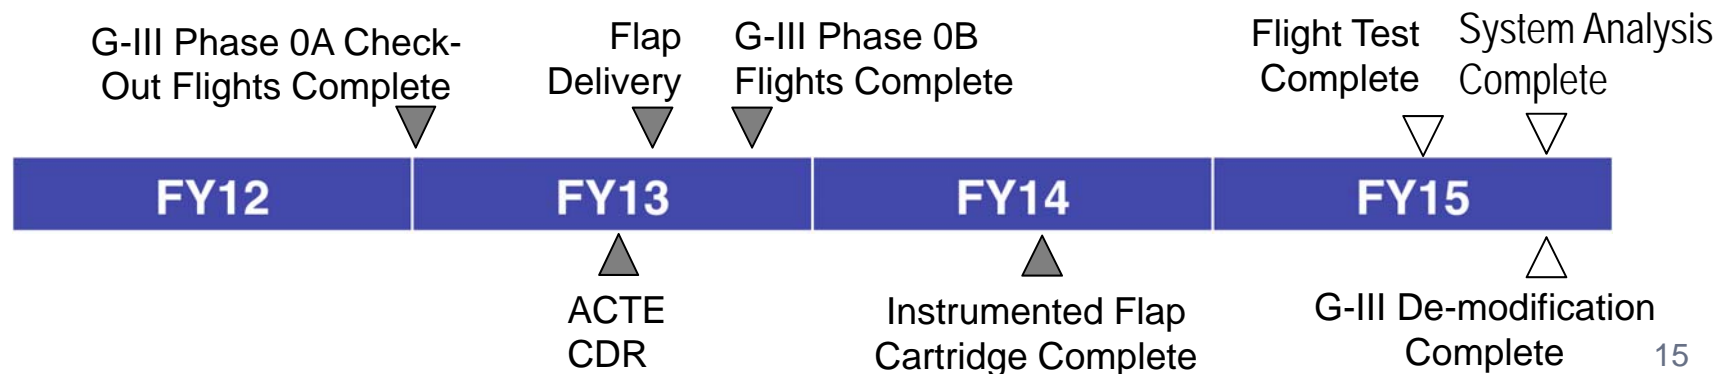 G-III Phase 0A Check-
Out Flights Complete
Flap
Delivery
G-III Phase 0B
Flights Complete
Flight Test
Complete
System Analysis
Complete
FY12
FY13
FY14
FY15
ACTE
CDR
Instrumented Flap
Cartridge Complete
G-III De-modification
Complete
15